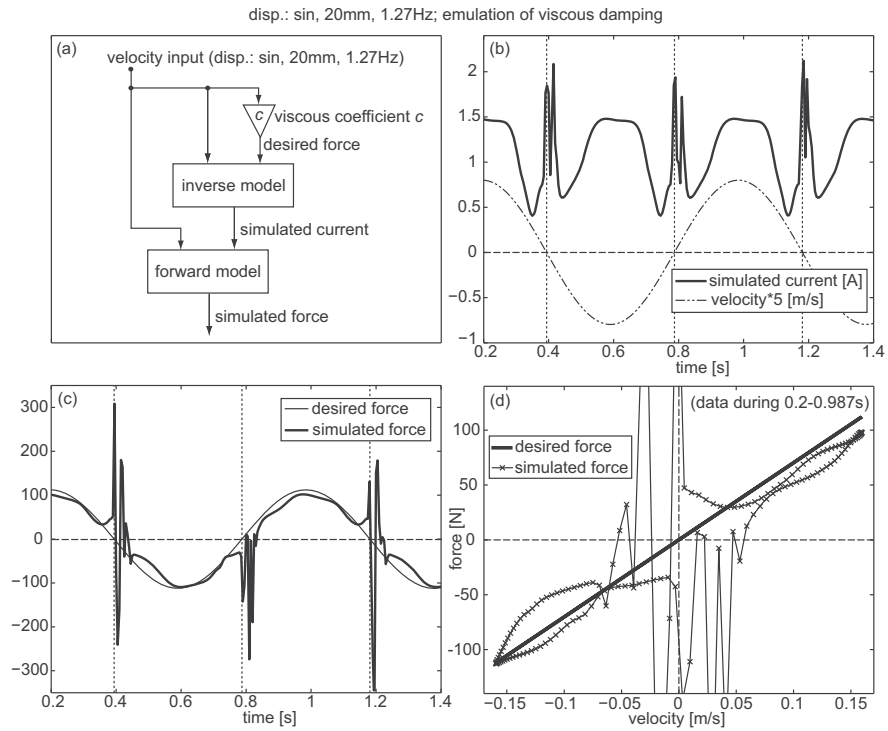 disp.: sin, 20mm, 1.27Hz; emulation of viscous damping
(a)
velocity input (disp.: sin, 20mm, 1.27Hz)
c
viscous coefficient c
desired force
inverse model
simulated current
forward model
simulated force
(b)
2
1.5
1
0.5
0
−0.5
−1
simulated current [A]
velocity*5 [m/s]
0.2 0.4 0.6 0.8 1 1.2 1.4
time [s]
(c)
300
200
100
0
−100
−200
−300
desired force
simulated force
0.2 0.4 0.6 0.8 1 1.2 1.4
time [s]
(d)
(data during 0.2-0.987s)
desired force
simulated force
force [N]
100
50
0
−50
−100
−0.15 −0.1 −0.05 0 0.05 0.1 0.15
velocity [m/s]